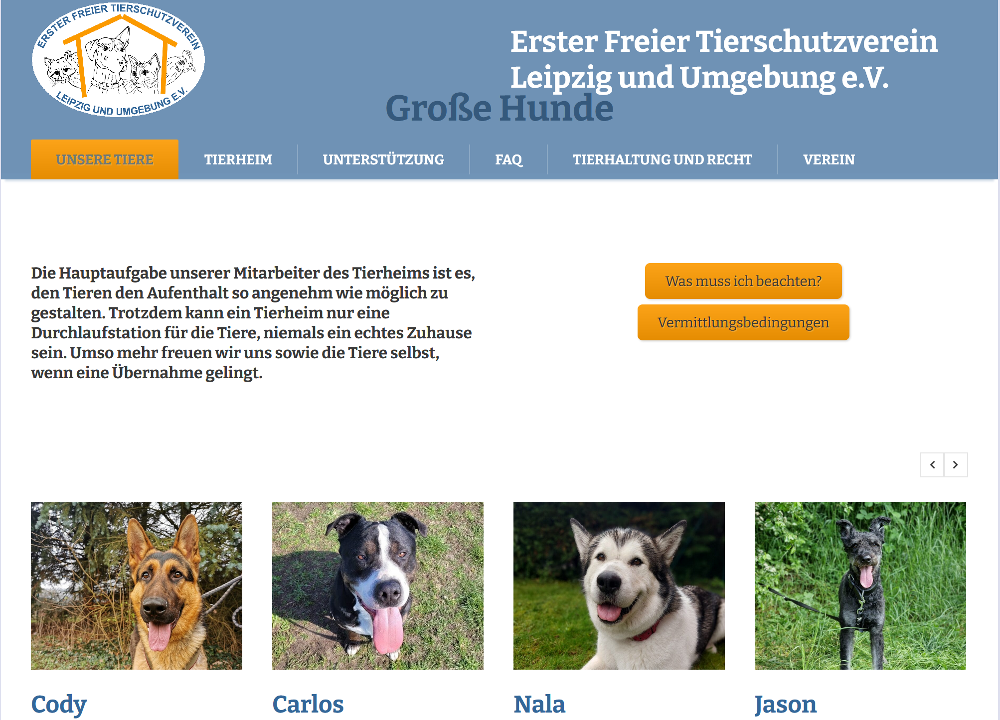 ERSTER FREIER TIERSCHUTZVEREIN
LEIPZIG UND UMGEBUNG E.V.
Erster Freier Tierschutzverein
Leipzig und Umgebung e.V.
Große Hunde
UNSERE TIERE
TIERHEIM
UNTERSTÜTZUNG
FAQ
TIERHALTUNG UND RECHT
VEREIN
Die Hauptaufgabe unserer Mitarbeiter des Tierheims ist es,
den Tieren den Aufenthalt so angenehm wie möglich zu
gestalten. Trotzdem kann ein Tierheim nur eine
Durchlaufstation für die Tiere, niemals ein echtes Zuhause
sein. Umso mehr freuen wir uns sowie die Tiere selbst,
wenn eine Übernahme gelingt.
Was muss ich beachten?
Vermittlungsbedingungen
Cody
Carlos
Nala
Jason